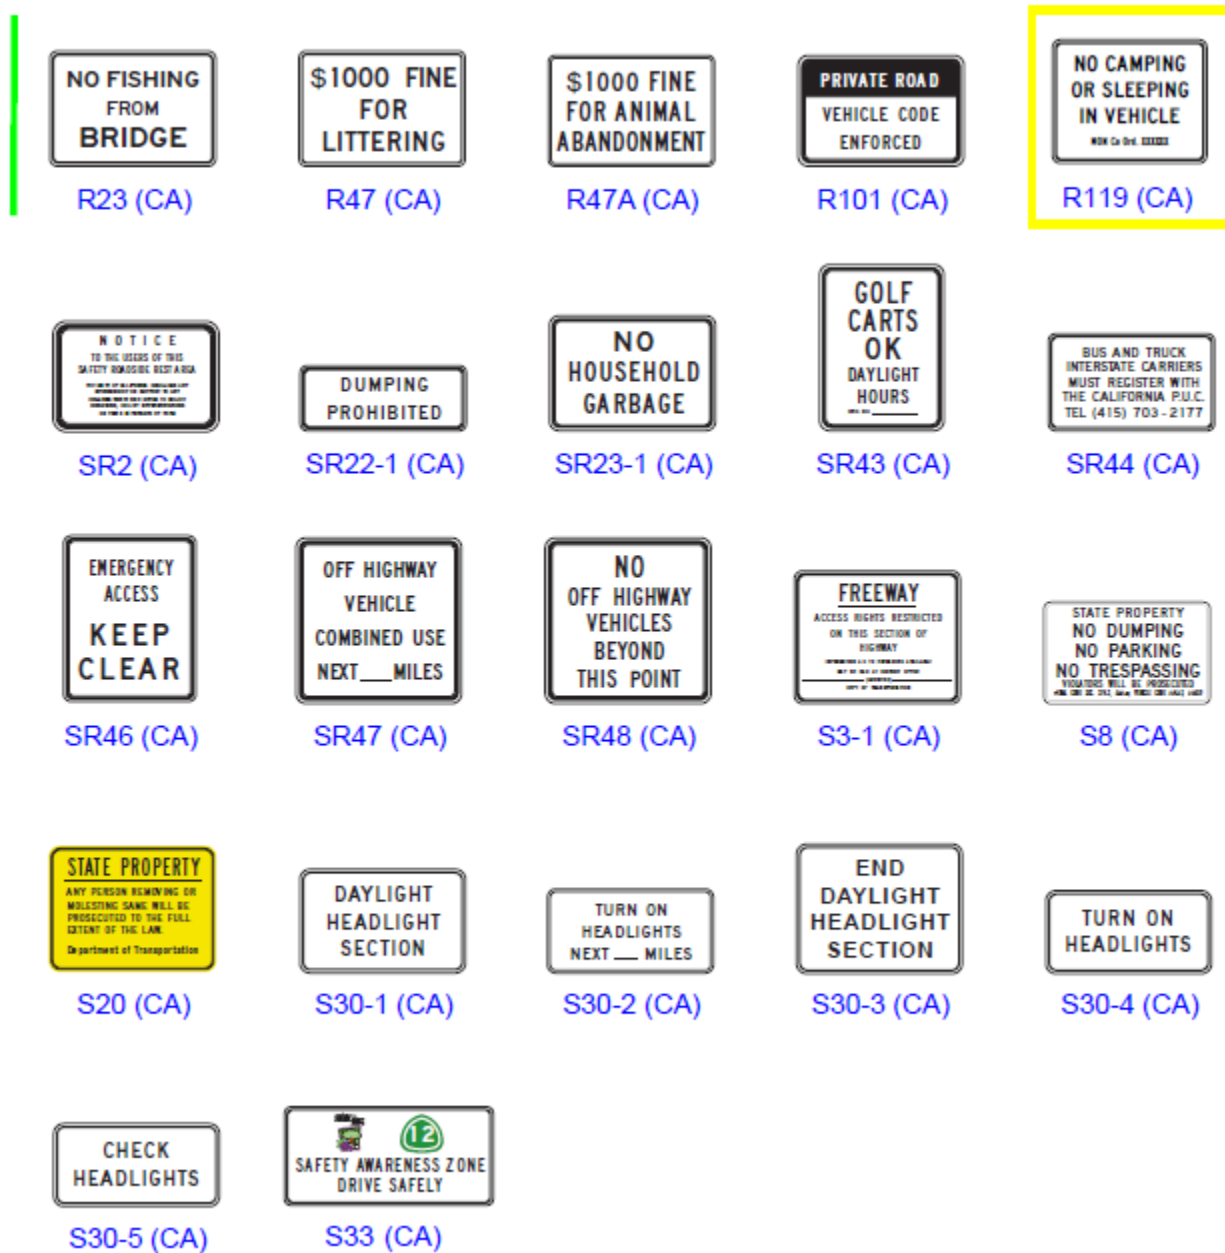 NO FISHING
FROM
BRIDGE
R23 (CA)
$1000 FINE
FOR
LITTERING
R47 (CA)
$1000 FINE
FOR ANIMAL
ABANDONMENT
R47A (CA)
PRIVATE ROAD
VEHICLE CODE
ENFORCED
R101 (CA)
NO CAMPING
OR SLEEPING
IN VEHICLE
MON Co Ord. XXXXXX
R119 (CA)
NOTICE
TO THE USERS OF THIS
SAFETY ROADSIDE REST AREA
SR2 (CA)
DUMPING
PROHIBITED
SR22-1 (CA)
NO
HOUSEHOLD
GARBAGE
SR23-1 (CA)
GOLF
CARTS
OK
DAYLIGHT
HOURS
SR43 (CA)
BUS AND TRUCK
INTERSTATE CARRIERS
MUST REGISTER WITH
THE CALIFORNIA P.U.C.
TEL (415) 703-2177
SR44 (CA)
EMERGENCY
ACCESS
KEEP
CLEAR
SR46 (CA)
OFF HIGHWAY
VEHICLE
COMBINED USE
NEXT___MILES
SR47 (CA)
NO
OFF HIGHWAY
VEHICLES
BEYOND
THIS POINT
SR48 (CA)
FREEWAY
ACCESS RIGHTS RESTRICTED
ON THIS SECTION OF
HIGHWAY
S3-1 (CA)
STATE PROPERTY
NO DUMPING
NO PARKING
NO TRESPASSING
VIOLATORS WILL BE PROSECUTED
S8 (CA)
STATE PROPERTY
ANY PERSON REMOVING OR
MOLESTING SAME WILL BE
PROSECUTED TO THE FULL
EXTENT OF THE LAW.
Department of Transportation
S20 (CA)
DAYLIGHT
HEADLIGHT
SECTION
S30-1 (CA)
TURN ON
HEADLIGHTS
NEXT ___ MILES
S30-2 (CA)
END
DAYLIGHT
HEADLIGHT
SECTION
S30-3 (CA)
TURN ON
HEADLIGHTS
S30-4 (CA)
CHECK
HEADLIGHTS
S30-5 (CA)
12
SAFETY AWARENESS ZONE
DRIVE SAFELY
S33 (CA)